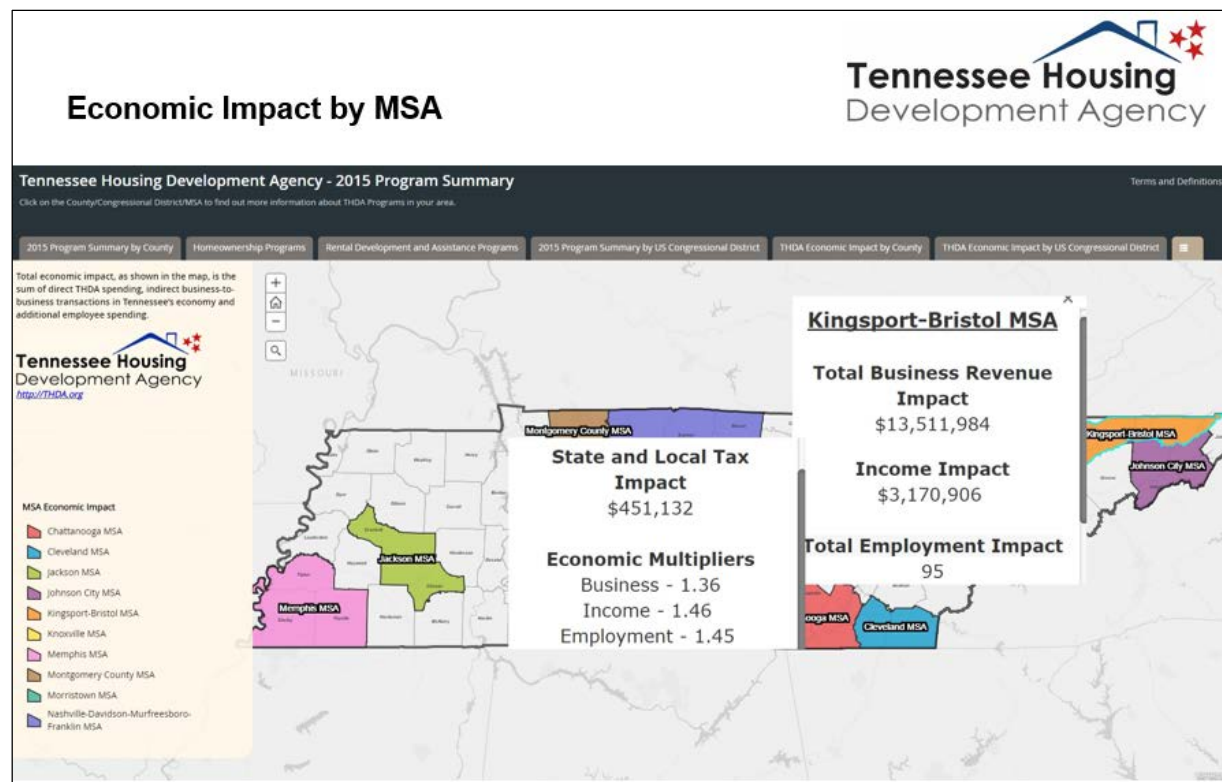 Economic Impact by MSA
Tennessee Housing
Development Agency
Tennessee Housing Development Agency - 2015 Program Summary
Terms and Definitions
Click on the County/Congressional District/MSA to find out more information about THDA Programs in your area.
2015 Program Summary by County
Homeownership Programs
Rental Development and Assistance Programs
2015 Program Summary by US Congressional District
THDA Economic Impact by County
THDA Economic Impact by US Congressional District
Total economic impact, as shown in the map, is the
sum of direct THDA spending, indirect business-to-
business transactions in Tennessee's economy and
additional employee spending.
Tennessee Housing
Development Agency
http://THDA.org
MSA Economic Impact
Chattanooga MSA
Cleveland MSA
Jackson MSA
Johnson City MSA
Kingsport-Bristol MSA
Knoxville MSA
Memphis MSA
Montgomery County MSA
Morristown MSA
Nashville-Davidson-Murfreesboro-
Franklin MSA
+
−
MISSOURI
Montgomery County MSA
Jackson MSA
Memphis MSA
State and Local Tax
Impact
$451,132
Economic Multipliers
Business - 1.36
Income - 1.46
Employment - 1.45
Kingsport-Bristol MSA
Total Business Revenue
Impact
$13,511,984
Income Impact
$3,170,906
Total Employment Impact
95
Kingsport-Bristol MSA
Johnson City MSA
ooga MSA
Cleveland MSA